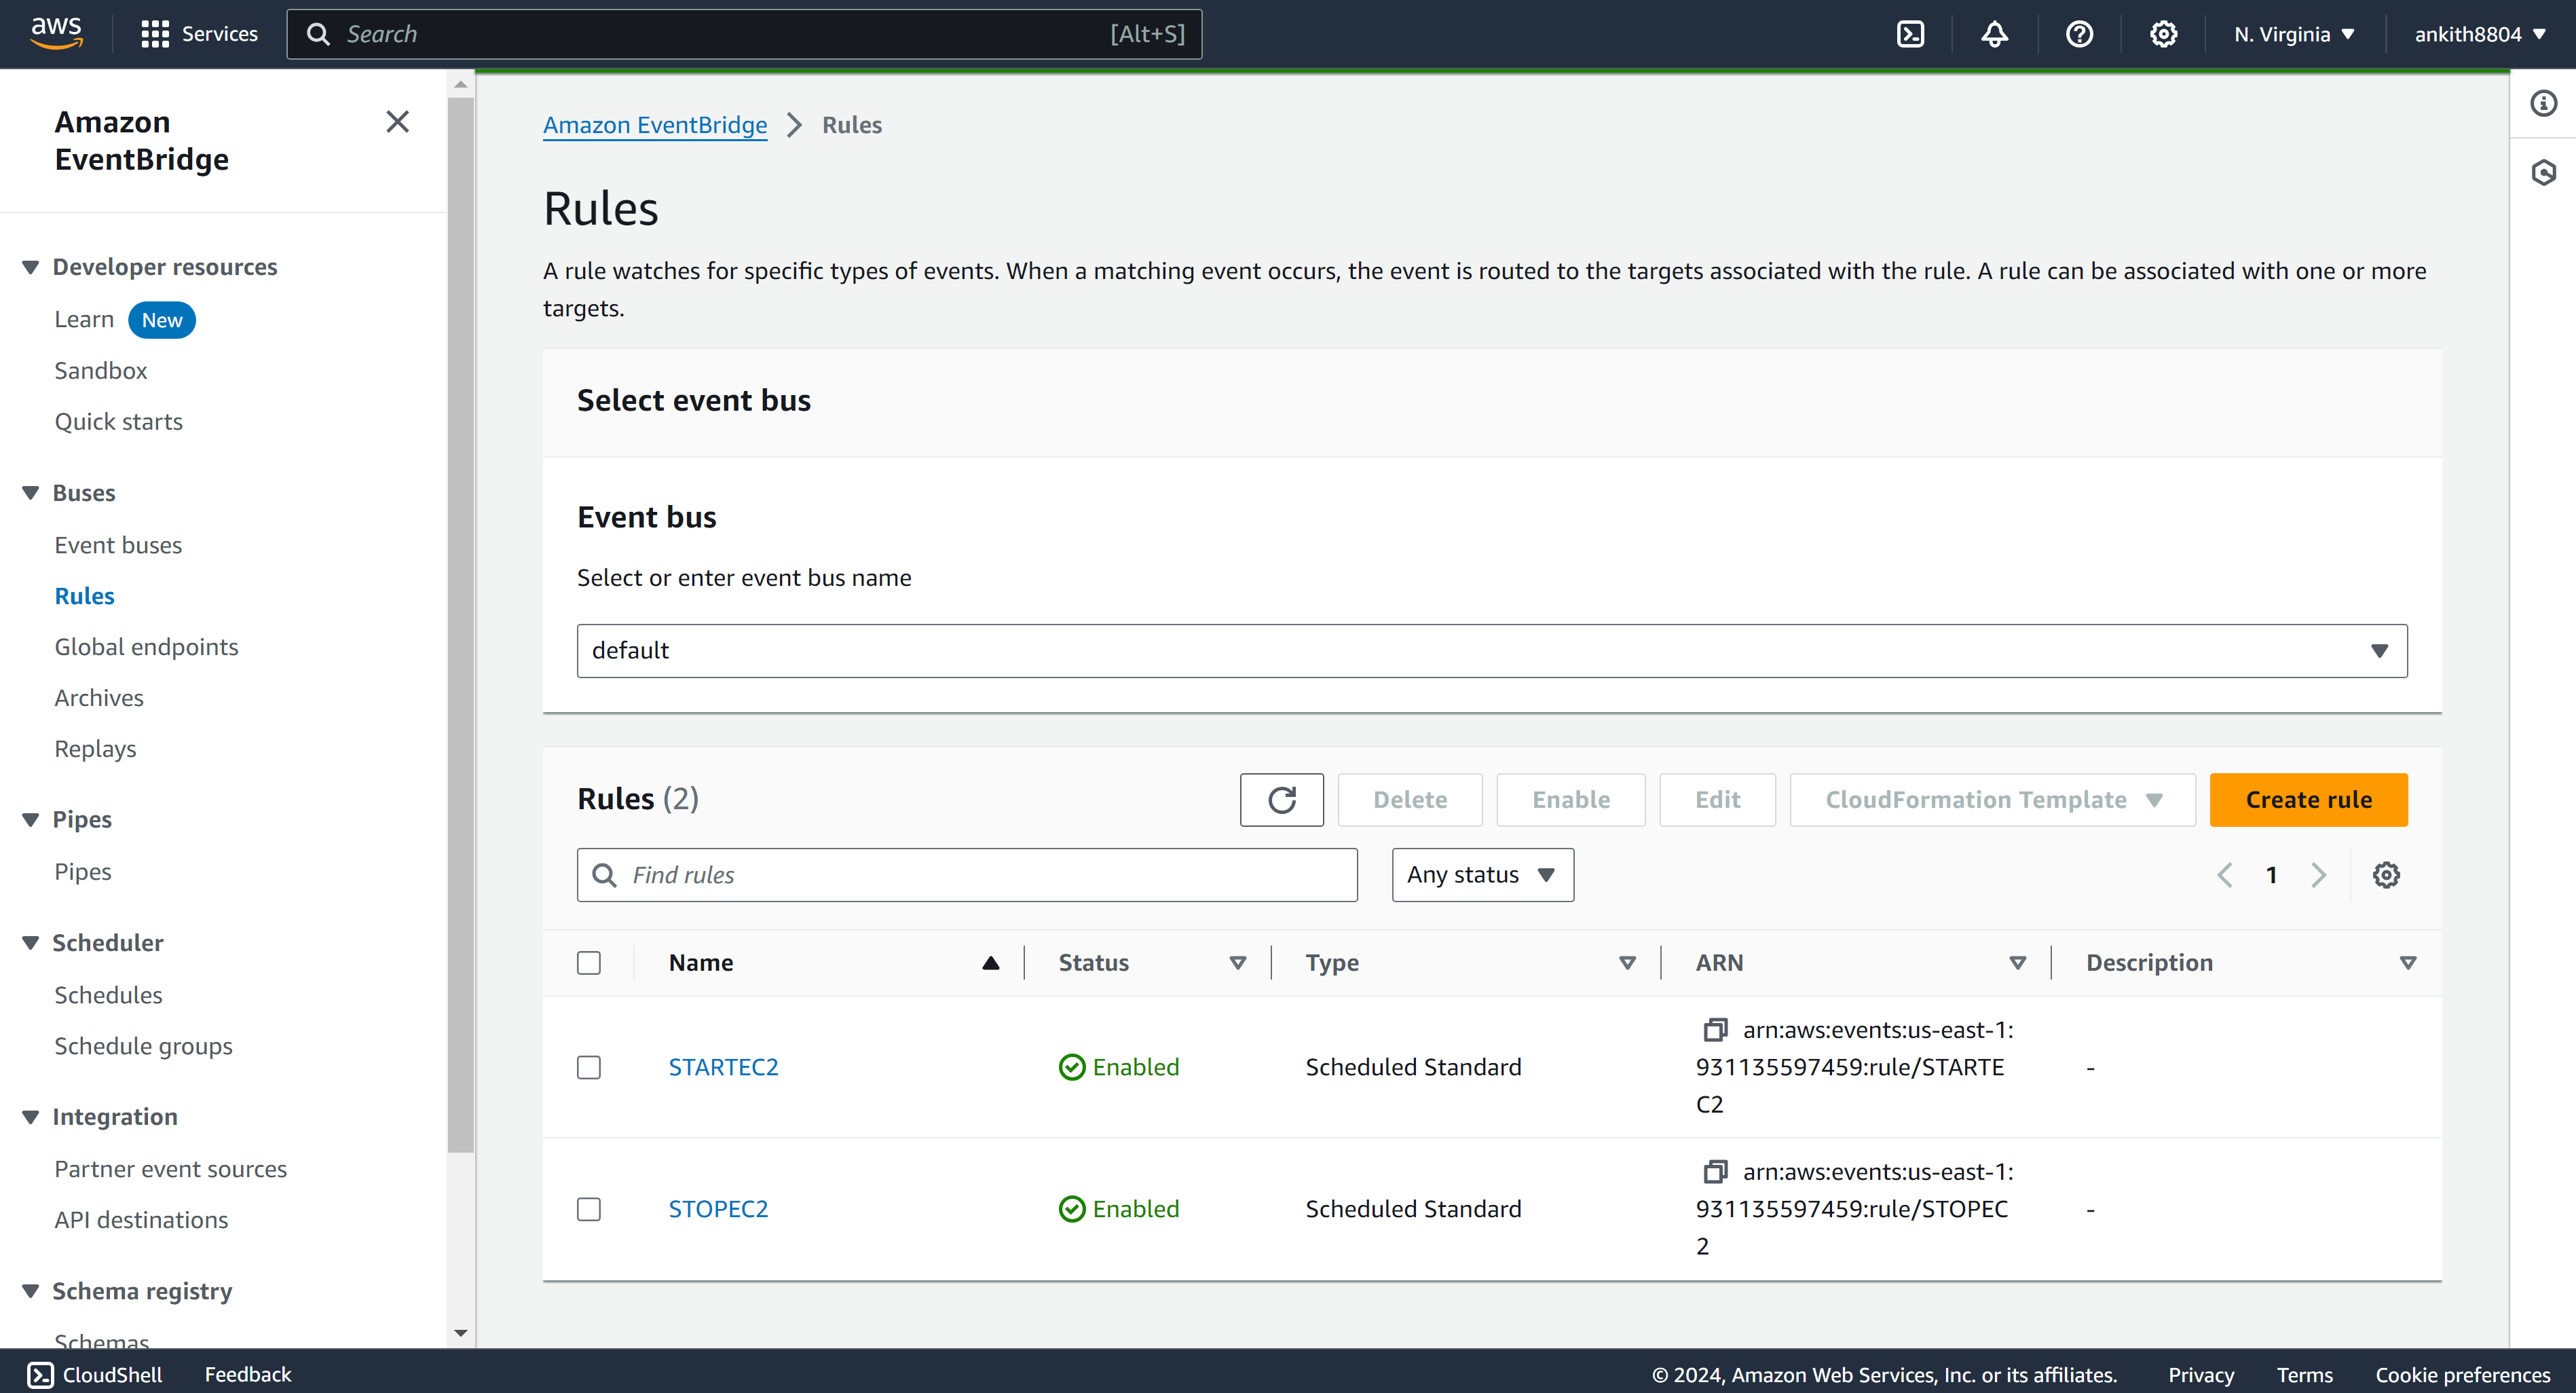 aws
Services
Search
[Alt+S]
N. Virginia
ankith8804
Amazon
EventBridge
Developer resources
Learn New
Sandbox
Quick starts
Buses
Event buses
Rules
Global endpoints
Archives
Replays
Pipes
Pipes
Scheduler
Schedules
Schedule groups
Integration
Partner event sources
API destinations
Schema registry
Schemas
Amazon EventBridge
Rules
Rules
A rule watches for specific types of events. When a matching event occurs, the event is routed to the targets associated with the rule. A rule can be associated with one or more
targets.
Select event bus
Event bus
Select or enter event bus name
default
Rules (2)
Delete
Enable
Edit
CloudFormation Template
Create rule
Find rules
Any status
1
Name
Status
Type
ARN
Description
STARTEC2
Enabled
Scheduled Standard
arn:aws:events:us-east-1:
931135597459:rule/STARTE
C2
-
STOPEC2
Enabled
Scheduled Standard
arn:aws:events:us-east-1:
931135597459:rule/STOPEC
2
-
CloudShell
Feedback
© 2024, Amazon Web Services, Inc. or its affiliates.
Privacy
Terms
Cookie preferences